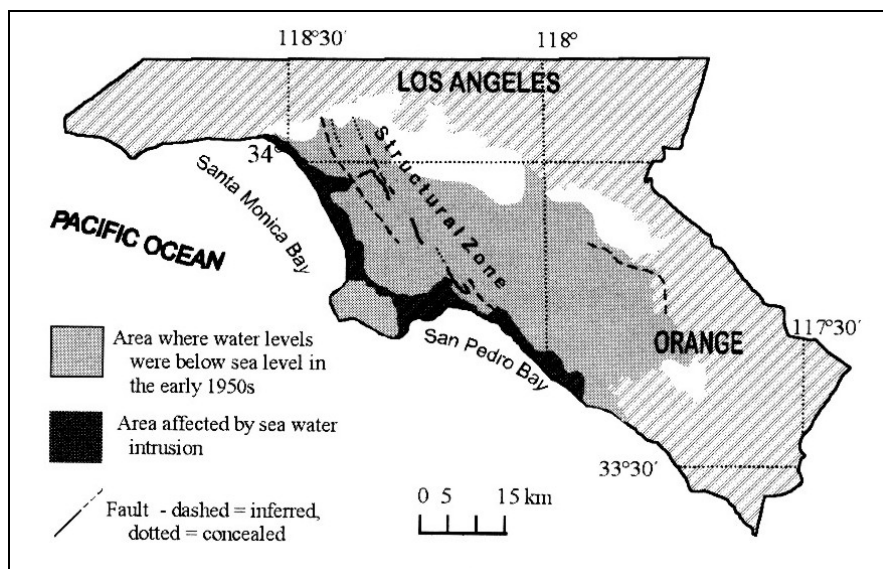 118°30′
118°
LOS ANGELES
34°
Structural Zone
Santa Monica Bay
PACIFIC OCEAN
San Pedro Bay
ORANGE
117°30′
33°30′
Area where water levels
were below sea level in
the early 1950s
Area affected by sea water
intrusion
Fault - dashed = inferred,
dotted = concealed
0 5 15 km